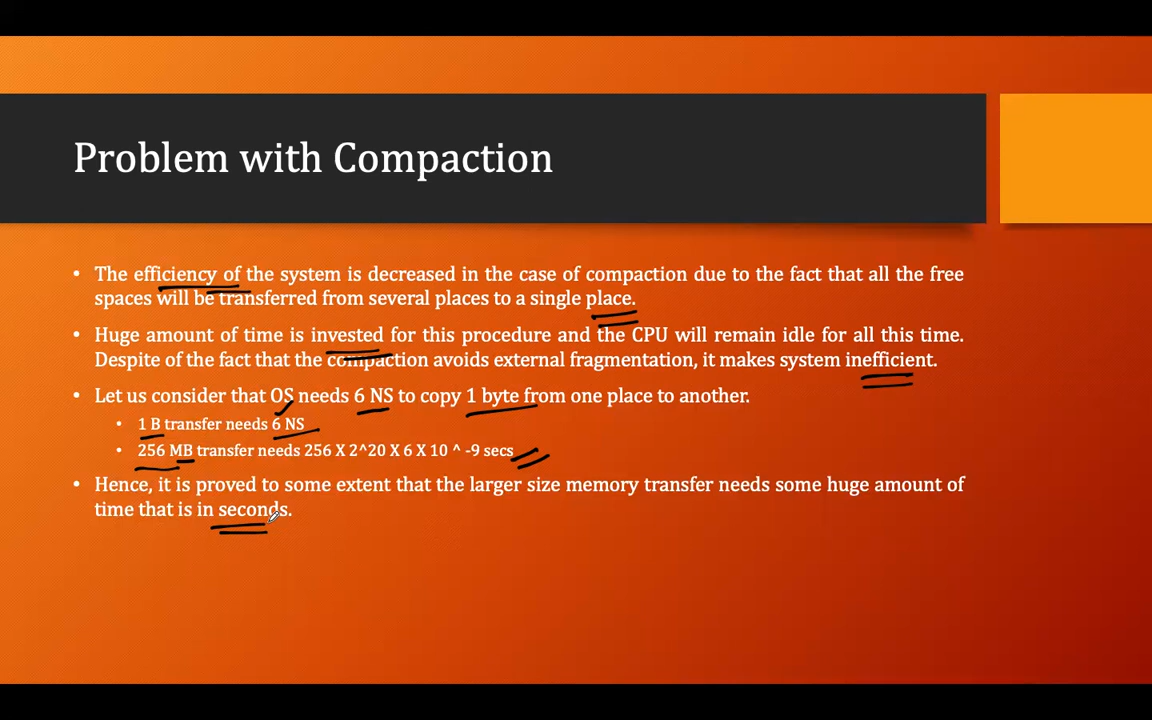 Problem with Compaction
• The efficiency of the system is decreased in the case of compaction due to the fact that all the free
spaces will be transferred from several places to a single place.
• Huge amount of time is invested for this procedure and the CPU will remain idle for all this time.
Despite of the fact that the compaction avoids external fragmentation, it makes system inefficient.
• Let us consider that OS needs 6 NS to copy 1 byte from one place to another.
• 1 B transfer needs 6 NS
• 256 MB transfer needs 256 X 2^20 X 6 X 10 ^ -9 secs
• Hence, it is proved to some extent that the larger size memory transfer needs some huge amount of
time that is in seconds.